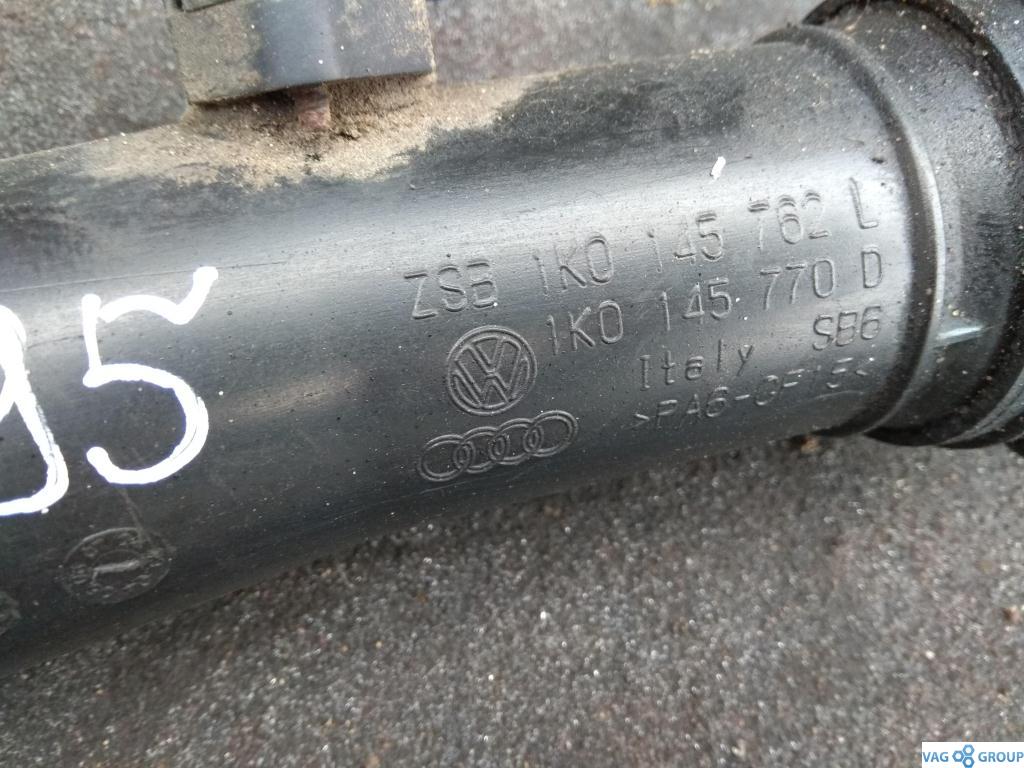 ZSB 1K0 145 762 L
1K0 145 770 D
Italy SB6
>PA6-GF15<
95
VAG GROUP